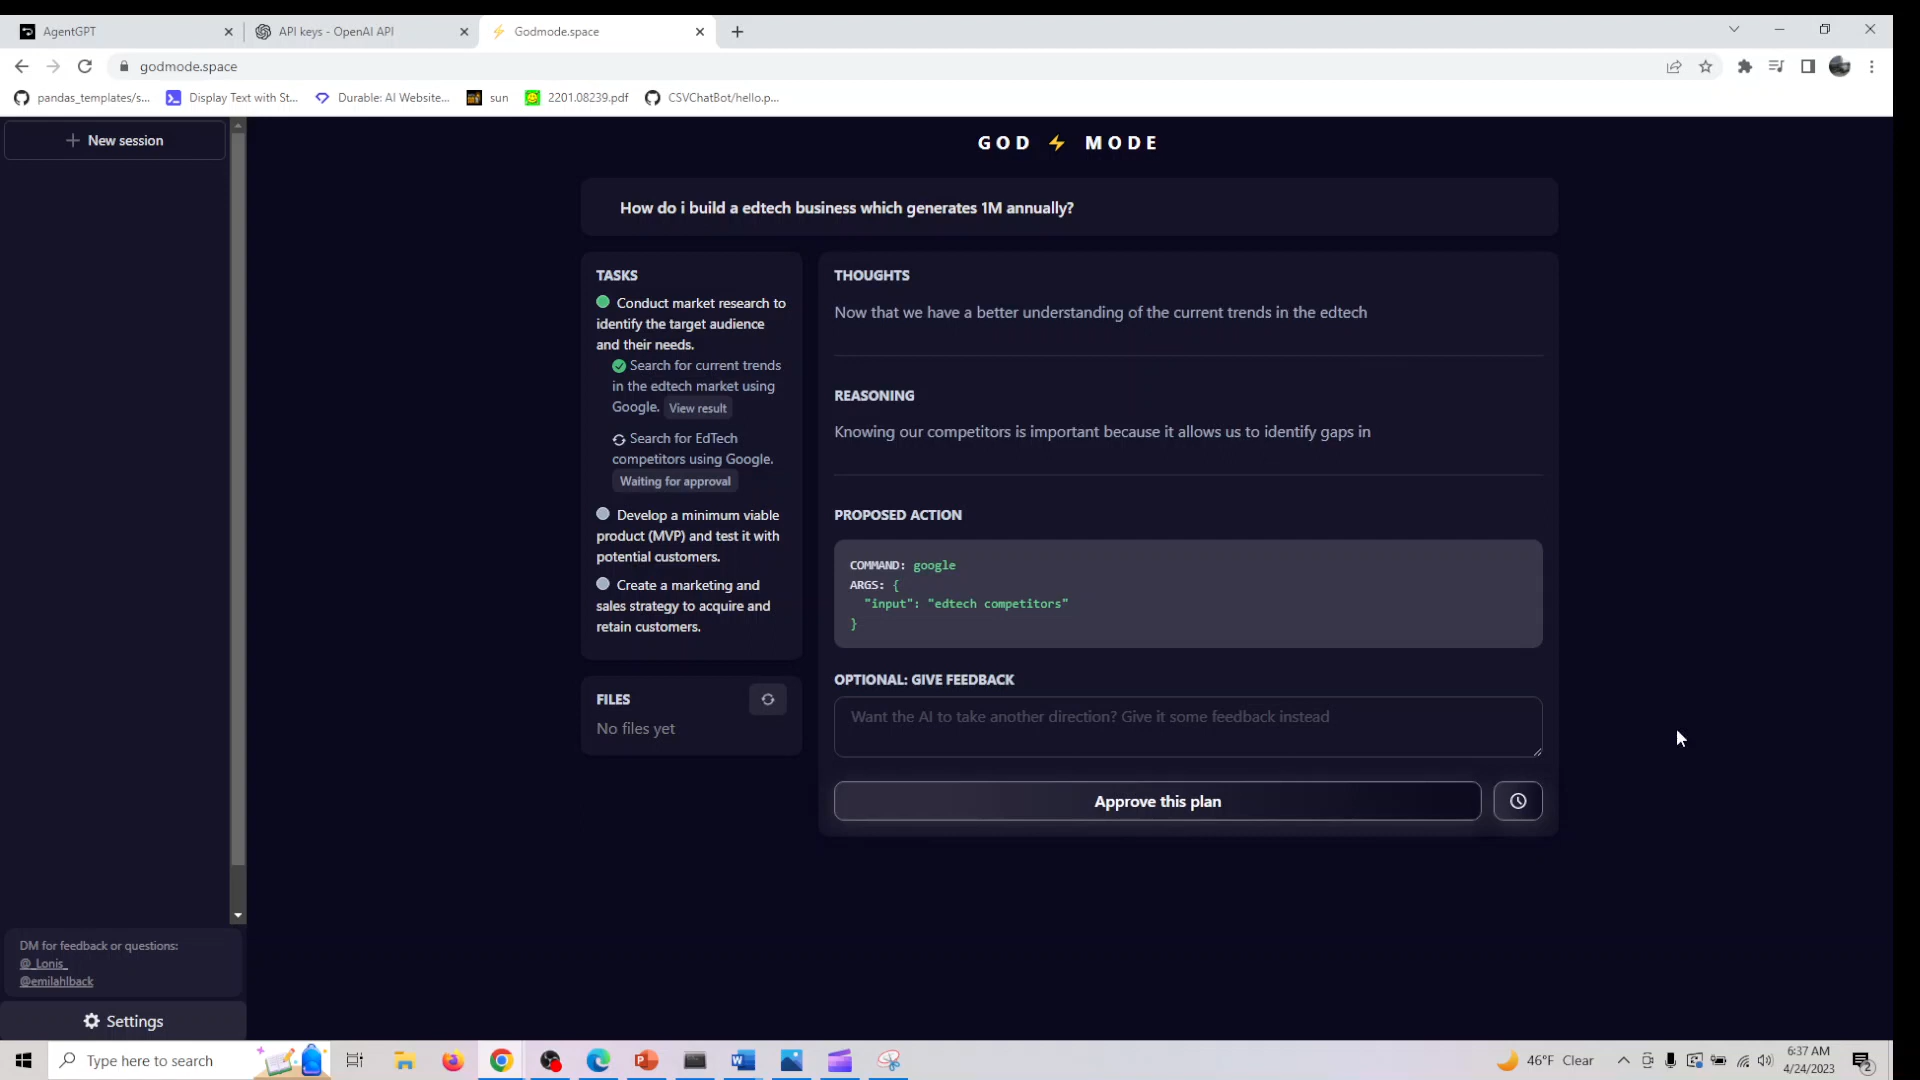 AgentGPT
API keys - OpenAI API
Godmode.space
godmode.space
pandas_templates/s...
Display Text with St...
Durable: AI Website...
sun
2201.08239.pdf
CSVChatBot/hello.p...
New session
GOD MODE
How do i build a edtech business which generates 1M annually?
TASKS
Conduct market research to
identify the target audience
and their needs.
Search for current trends
in the edtech market using
Google. View result
Search for EdTech
competitors using Google.
Waiting for approval
Develop a minimum viable
product (MVP) and test it with
potential customers.
Create a marketing and
sales strategy to acquire and
retain customers.
FILES
No files yet
THOUGHTS
Now that we have a better understanding of the current trends in the edtech
REASONING
Knowing our competitors is important because it allows us to identify gaps in
PROPOSED ACTION
COMMAND: google
ARGS: {
"input": "edtech competitors"
}
OPTIONAL: GIVE FEEDBACK
Want the AI to take another direction? Give it some feedback instead
Approve this plan
DM for feedback or questions:
@_Lonis_
@emilahlback
Settings
Type here to search
46°F Clear
6:37 AM
4/24/2023
2